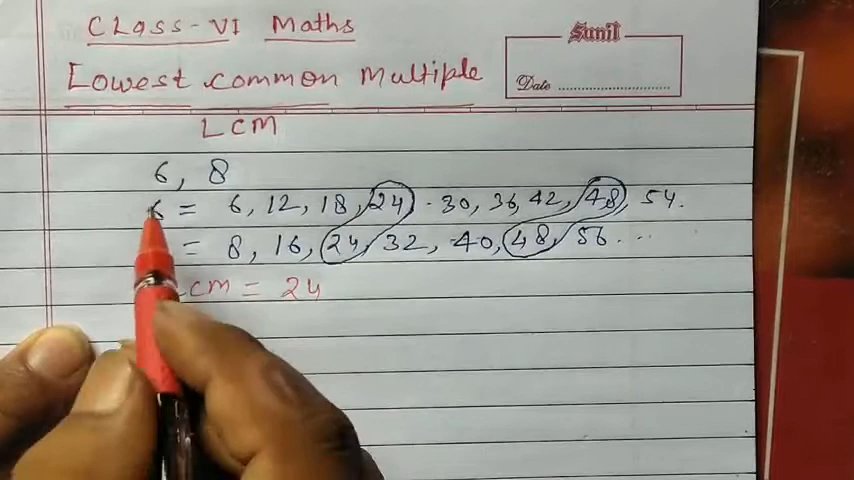 CLASS-VI Maths
Sunil
Lowest common Multiple
Date
LCM
6, 8
6 = 6, 12, 18, 24 . 30, 36, 42, 48, 54.
= 8, 16, 24, 32, 40, 48, 56 . . . .
LCM = 24